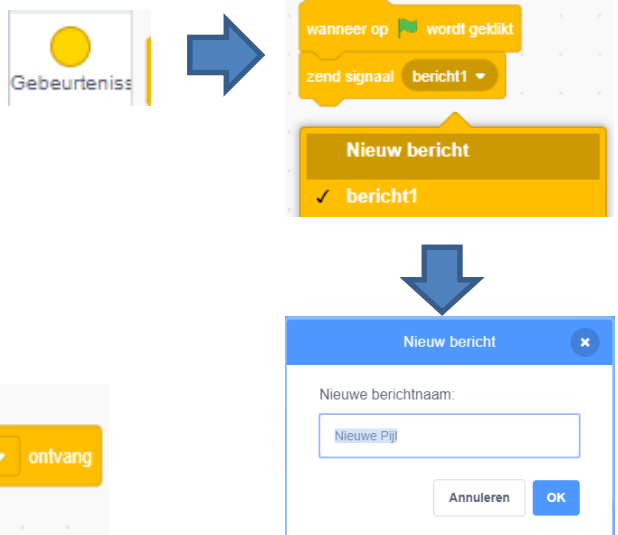 Gebeurteniss
wanneer op wordt geklikt
zend signaal bericht1
Nieuw bericht
✓ bericht1
Nieuw bericht
Nieuwe berichtnaam:
Nieuwe Pijl
Annuleren OK
ontvang